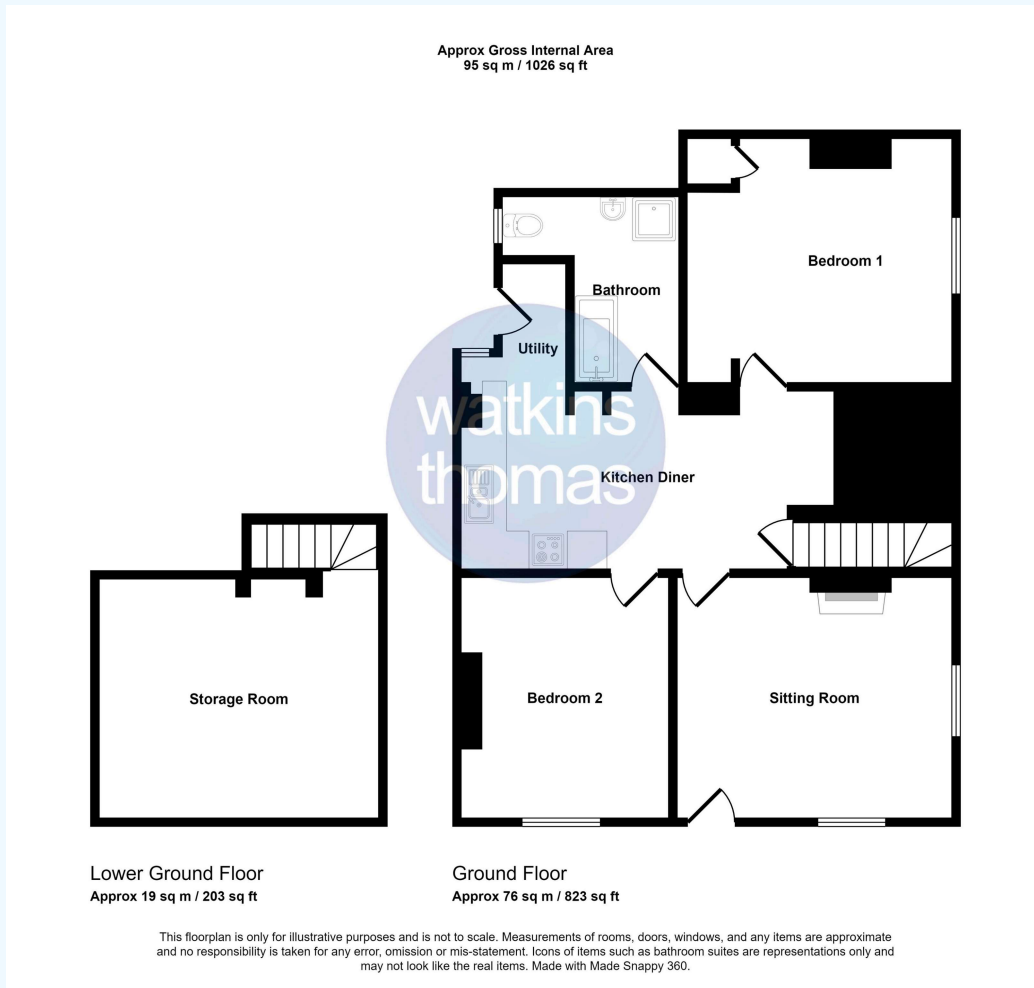 Approx Gross Internal Area
95 sq m / 1026 sq ft
Bedroom 1
Bathroom
Utility
watkins
thomas
Kitchen Diner
Storage Room
Bedroom 2
Sitting Room
Lower Ground Floor
Approx 19 sq m / 203 sq ft
Ground Floor
Approx 76 sq m / 823 sq ft
This floorplan is only for illustrative purposes and is not to scale. Measurements of rooms, doors, windows, and any items are approximate
and no responsibility is taken for any error, omission or mis-statement. Icons of items such as bathroom suites are representations only and
may not look like the real items. Made with Made Snappy 360.